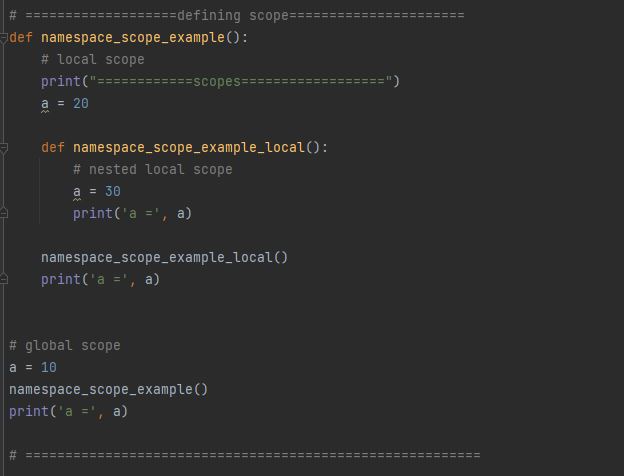 # ===================defining scope======================
def namespace_scope_example():
    # local scope
    print("============scopes==================")
    a = 20

    def namespace_scope_example_local():
        # nested local scope
        a = 30
        print('a =', a)

    namespace_scope_example_local()
    print('a =', a)


# global scope
a = 10
namespace_scope_example()
print('a =', a)

# =========================================================